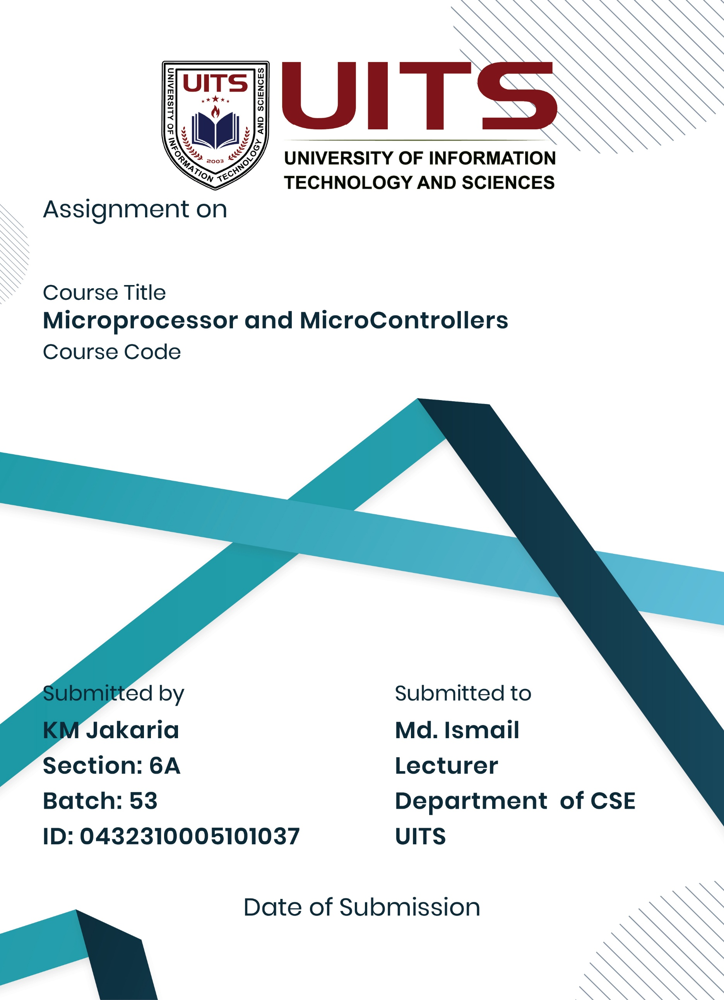 UITS
UNIVERSITY OF INFORMATION TECHNOLOGY AND SCIENCES
2003
UITS
UNIVERSITY OF INFORMATION
TECHNOLOGY AND SCIENCES
Assignment on
Course Title
Microprocessor and MicroControllers
Course Code
Submitted by
KM Jakaria
Section: 6A
Batch: 53
ID: 0432310005101037
Submitted to
Md. Ismail
Lecturer
Department of CSE
UITS
Date of Submission